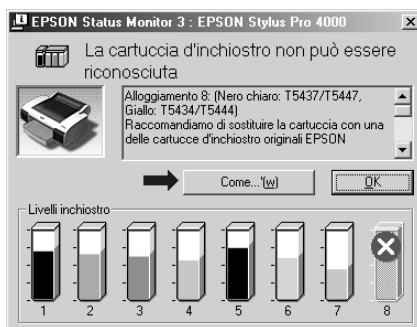 EPSON Status Monitor 3 : EPSON Stylus Pro 4000
La cartuccia d'inchiostro non può essere
riconosciuta
Alloggiamento 8: (Nero chiaro: T5437/T5447,
Giallo: T5434/T5444)
Raccomandiamo di sostituire la cartuccia con una
delle cartucce d'inchiostro originali EPSON
Come...'(w)
OK
Livelli inchiostro
1 2 3 4 5 6 7 8